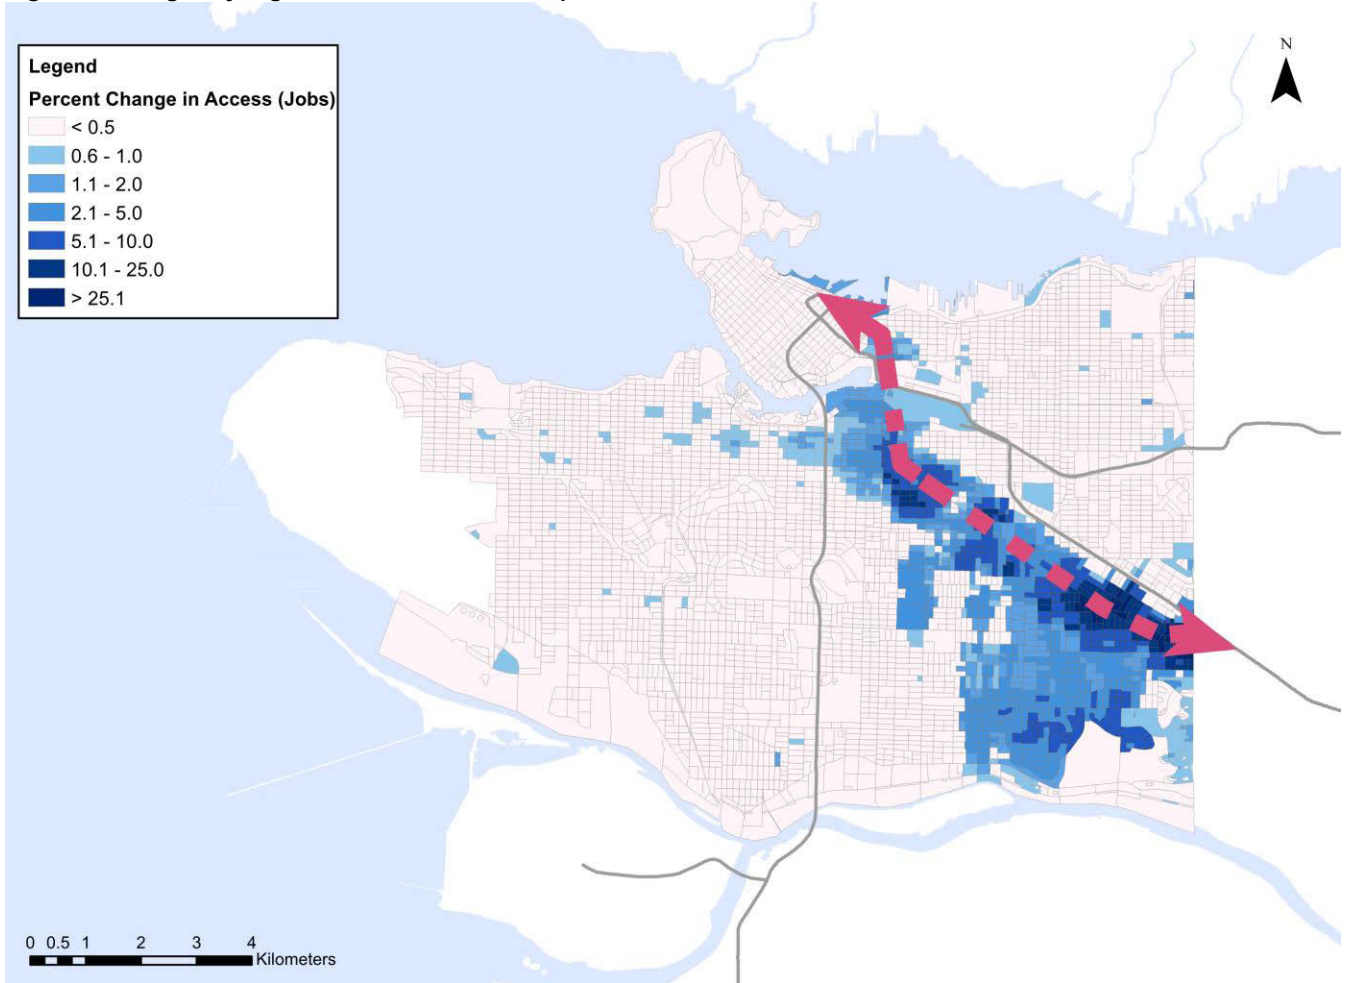 Legend
Percent Change in Access (Jobs)
< 0.5
0.6 - 1.0
1.1 - 2.0
2.1 - 5.0
5.1 - 10.0
10.1 - 25.0
> 25.1
N
0 0.5 1 2 3 4
Kilometers